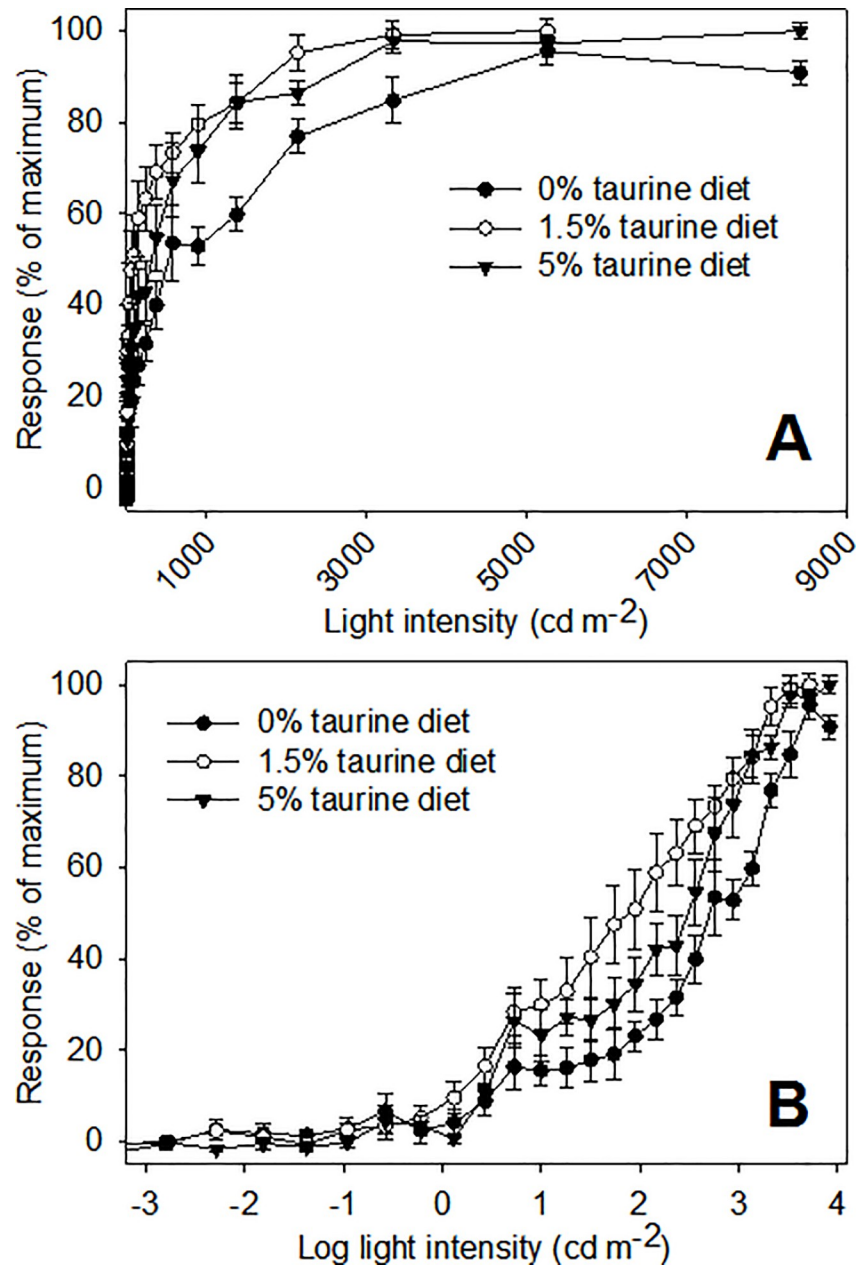 100
80
60
40
20
0
Response (% of maximum)
0% taurine diet
1.5% taurine diet
5% taurine diet
A
1000
3000
5000
7000
9000
Light intensity (cd m-2)
100
80
60
40
20
0
Response (% of maximum)
0% taurine diet
1.5% taurine diet
5% taurine diet
B
-3 -2 -1 0 1 2 3 4
Log light intensity (cd m-2)